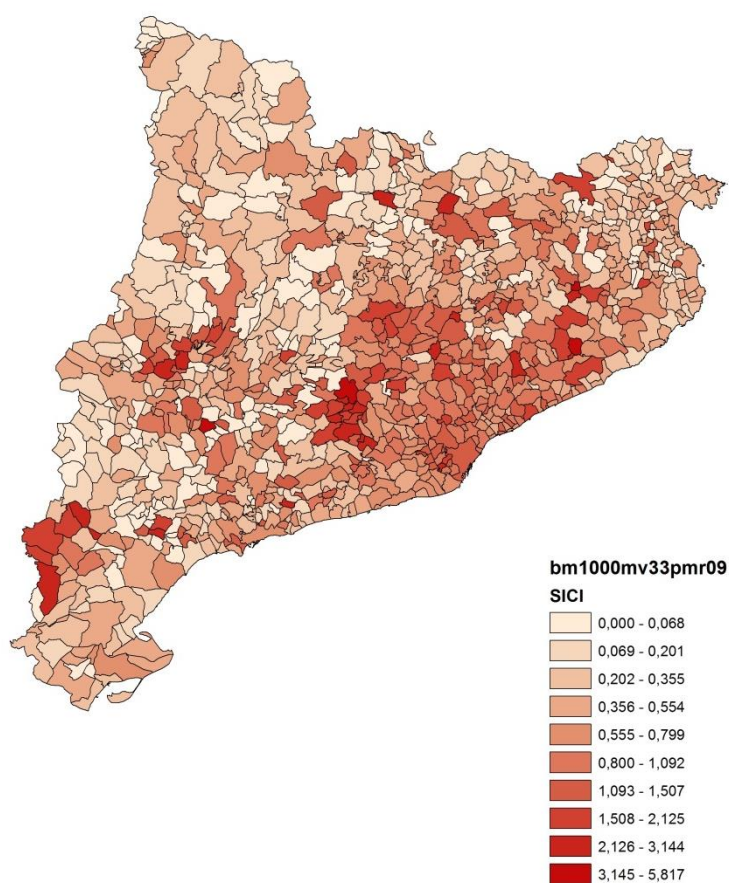 bm1000mv33pmr09
SICI
0,000 - 0,068
0,069 - 0,201
0,202 - 0,355
0,356 - 0,554
0,555 - 0,799
0,800 - 1,092
1,093 - 1,507
1,508 - 2,125
2,126 - 3,144
3,145 - 5,817